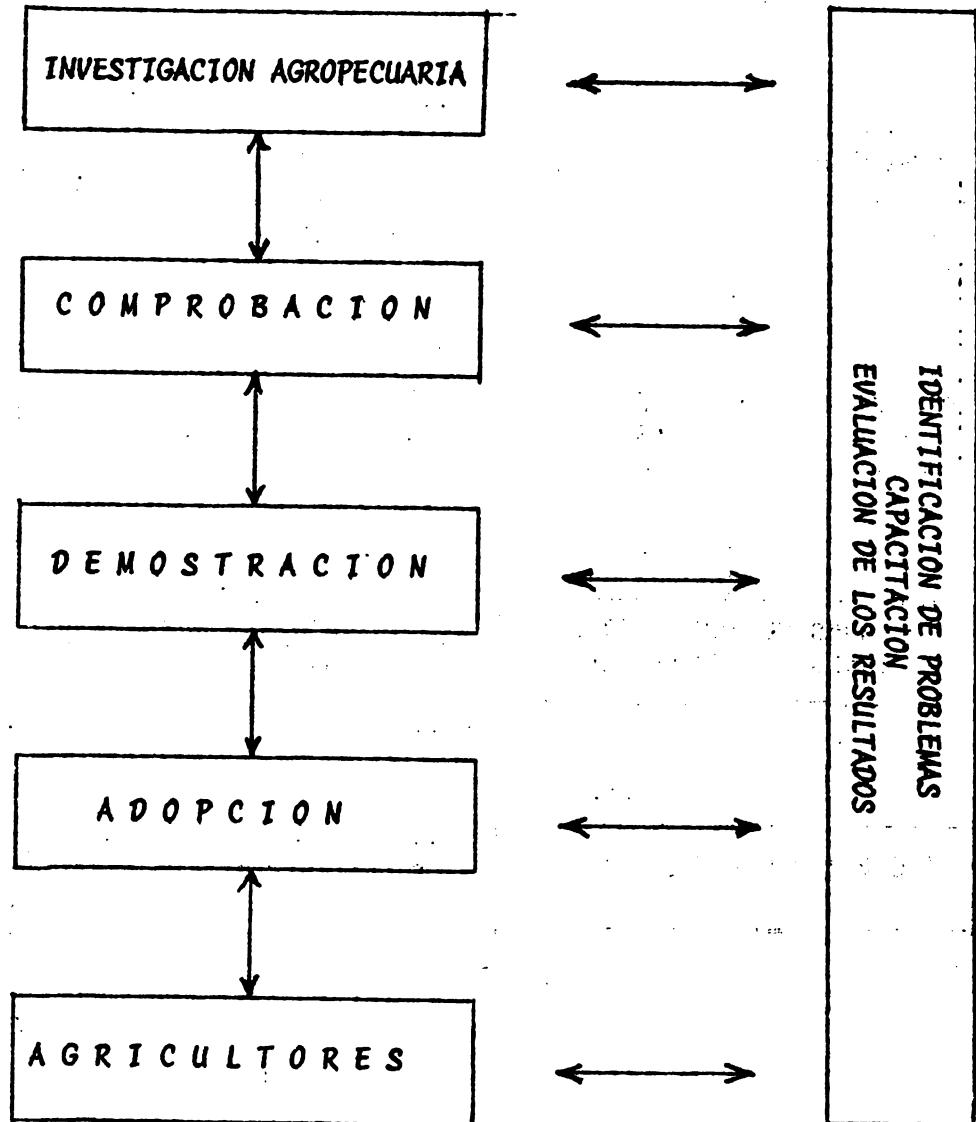 INVESTIGACION AGROPECUARIA
COMPROBACION
DEMOSTRACION
ADOPCION
AGRICULTORES
IDENTIFICACION DE PROBLEMAS
CAPACITACION
EVALUACION DE LOS RESULTADOS